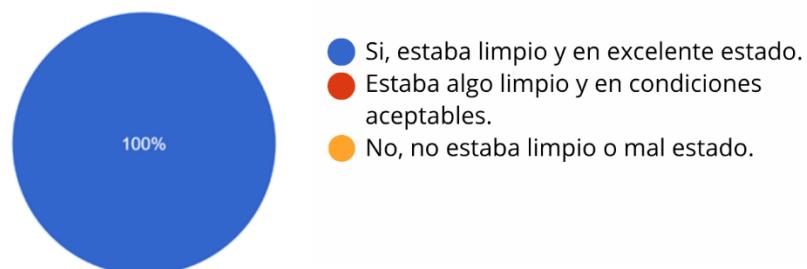 100%
Si, estaba limpio y en excelente estado.
Estaba algo limpio y en condiciones
aceptables.
No, no estaba limpio o mal estado.